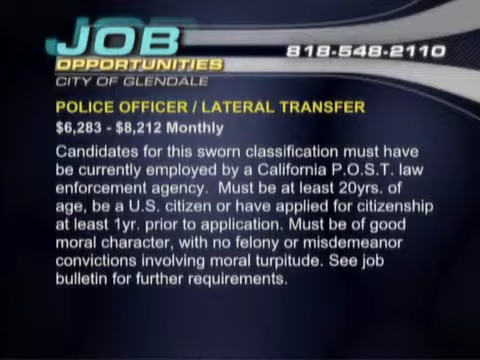 JOB
OPPORTUNITIES
CITY OF GLENDALE
818-548-2110
POLICE OFFICER / LATERAL TRANSFER
$6,283 - $8,212 Monthly
Candidates for this sworn classification must have
be currently employed by a California P.O.S.T. law
enforcement agency. Must be at least 20yrs. of
age, be a U.S. citizen or have applied for citizenship
at least 1yr. prior to application. Must be of good
moral character, with no felony or misdemeanor
convictions involving moral turpitude. See job
bulletin for further requirements.